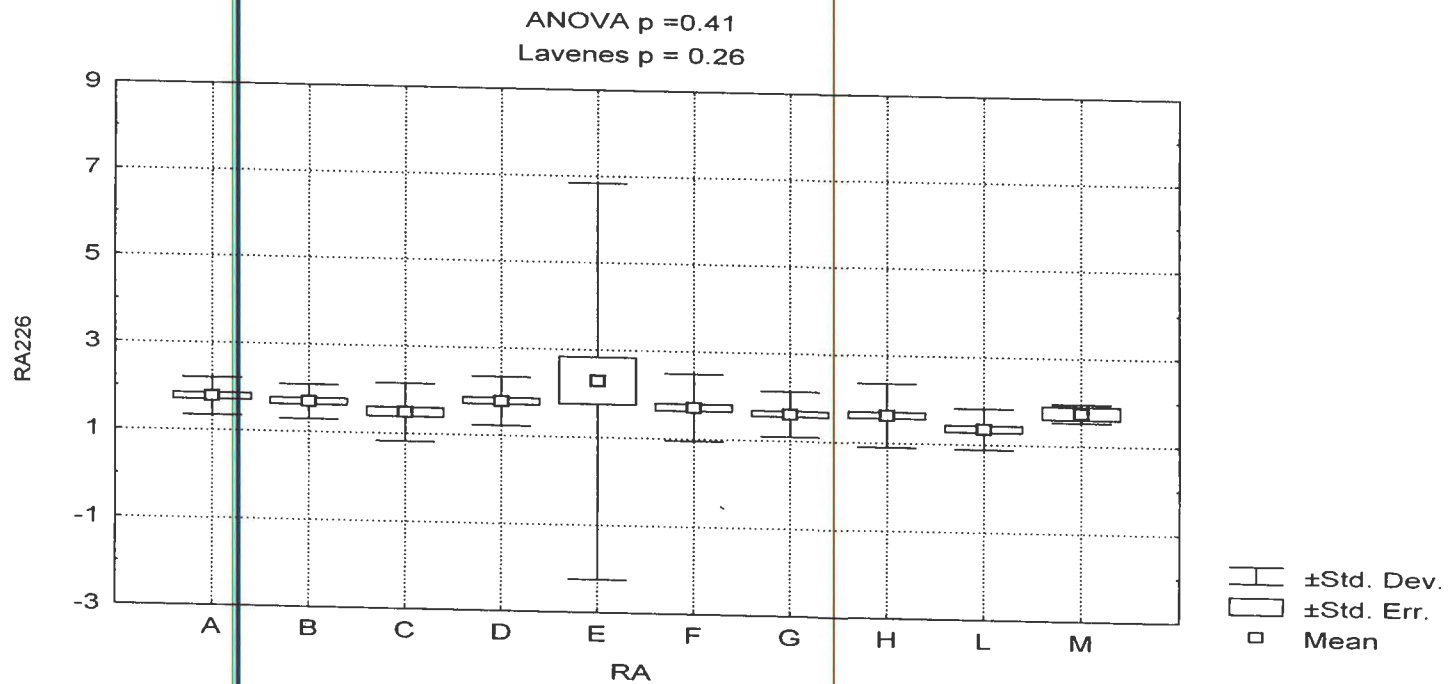 ANOVA p =0.41
Lavenes p = 0.26
9
7
5
3
1
-1
-3
RA226
A B C D E F G H L M
RA
±Std. Dev.
±Std. Err.
Mean